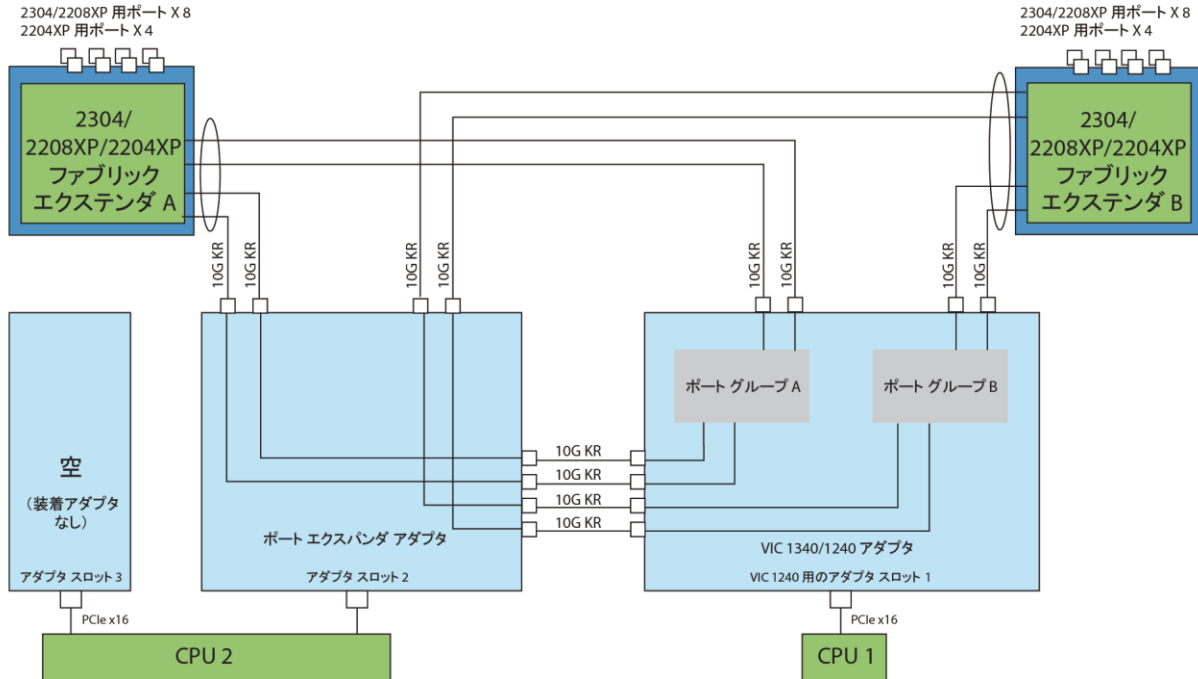 2304/2208XP 用ポート X 8
2204XP 用ポート X 4
2304/2208XP 用ポート X 8
2204XP 用ポート X 4
2304/
2208XP/2204XP
ファブリック
エクステンダ A
2304/
2208XP/2204XP
ファブリック
エクステンダ B
10G KR
10G KR
10G KR
10G KR
10G KR
10G KR
10G KR
10G KR
ポート グループ A
ポート グループ B
10G KR
10G KR
10G KR
10G KR
空
(装着アダプタ
なし)
アダプタ スロット 3
ポート エクスパンダ アダプタ
アダプタ スロット 2
VIC 1340/1240 アダプタ
VIC 1240 用のアダプタ スロット 1
PCIe x16
PCIe x16
CPU 2
CPU 1